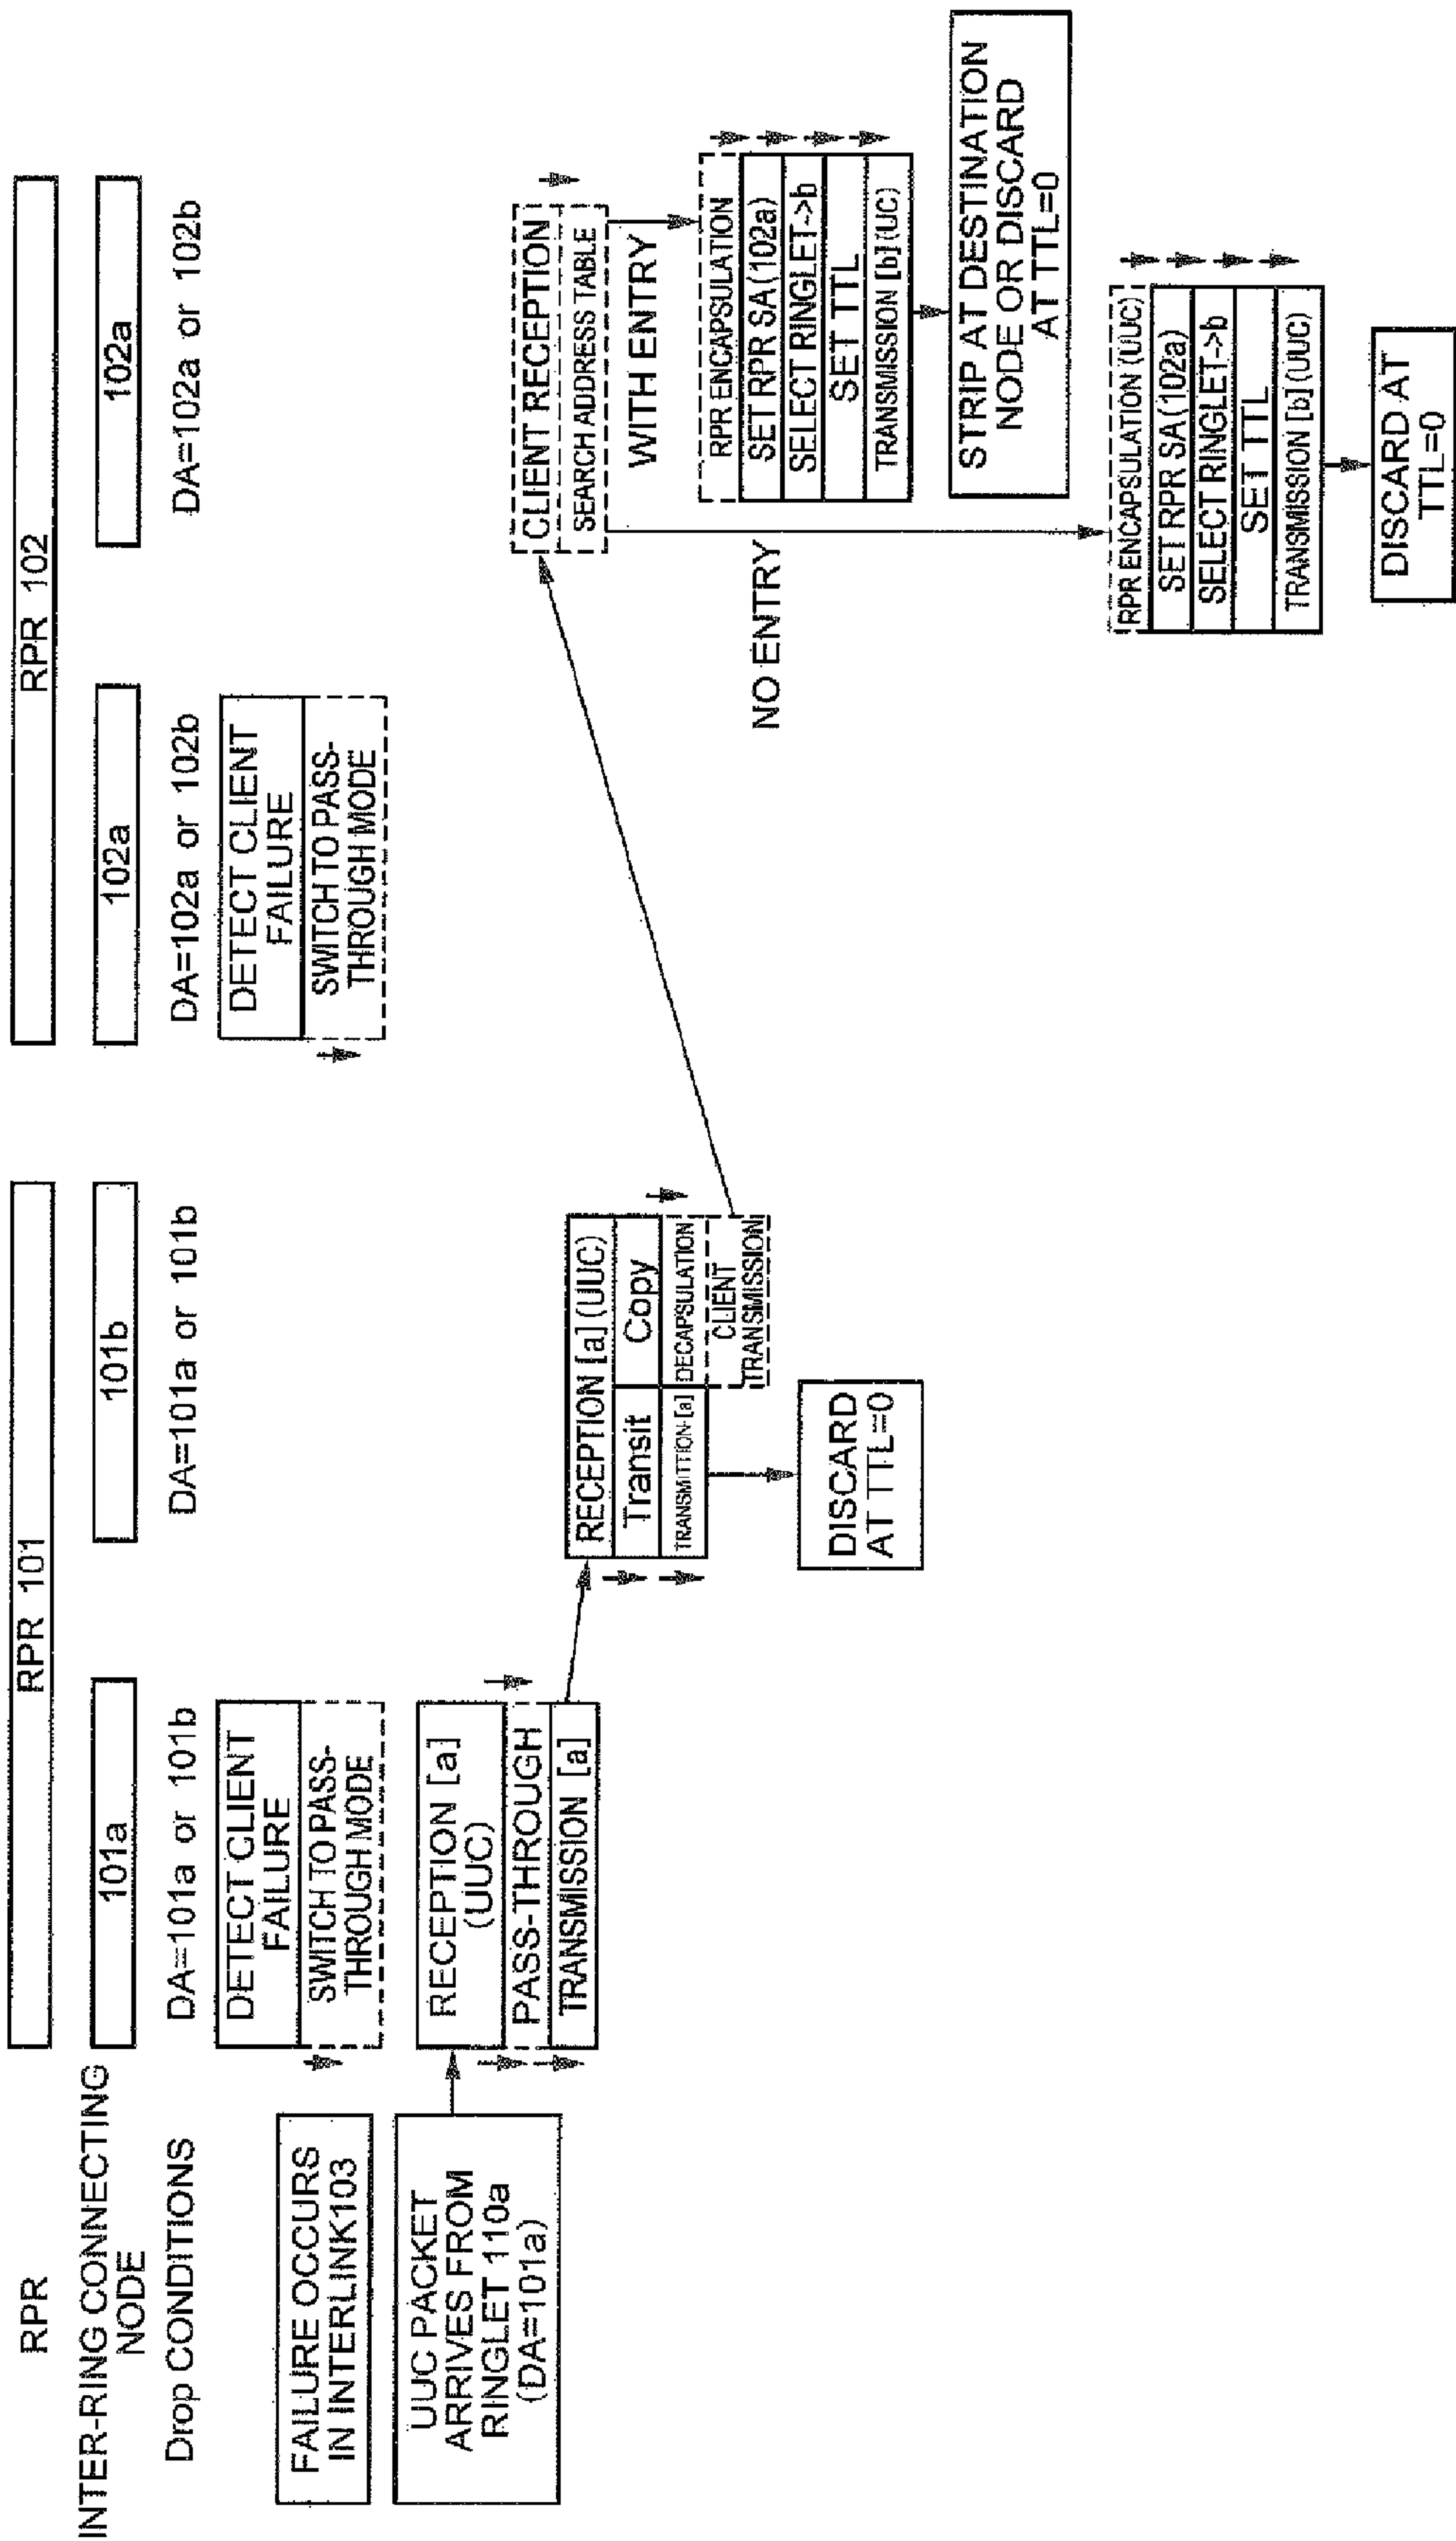 RPR
RPR 101
RPR 102
INTER-RING CONNECTING
NODE
101a
101b
102a
102a
Drop CONDITIONS
DA=101a or 101b
DA=101a or 101b
DA=102a or 102b
DA=102a or 102b
FAILURE OCCURS
IN INTERLINK103
DETECT CLIENT
FAILURE
SWITCH TO PASS-
THROUGH MODE
DETECT CLIENT
FAILURE
SWITCH TO PASS-
THROUGH MODE
UUC PACKET
ARRIVES FROM
RINGLET 110a
(DA=101a)
RECEPTION [a]
(UUC)
PASS-THROUGH
TRANSMISSION [a]
RECEPTION [a](UUC)
Transit
Copy
TRANSMITTION [a]
DECAPSULATION
CLIENT
TRANSMISSION
DISCARD
AT TTL=0
CLIENT RECEPTION
SEARCH ADDRESS TABLE
WITH ENTRY
NO ENTRY
RPR ENCAPSULATION
SET RPR SA(102a)
SELECT RINGLET->b
SET TTL
TRANSMISSION [b](UC)
STRIP AT DESTINATION
NODE OR DISCARD
AT TTL=0
RPR ENCAPSULATION (UUC)
SET RPR SA(102a)
SELECT RINGLET->b
SET TTL
TRANSMISSION [b](UUC)
DISCARD AT
TTL=0